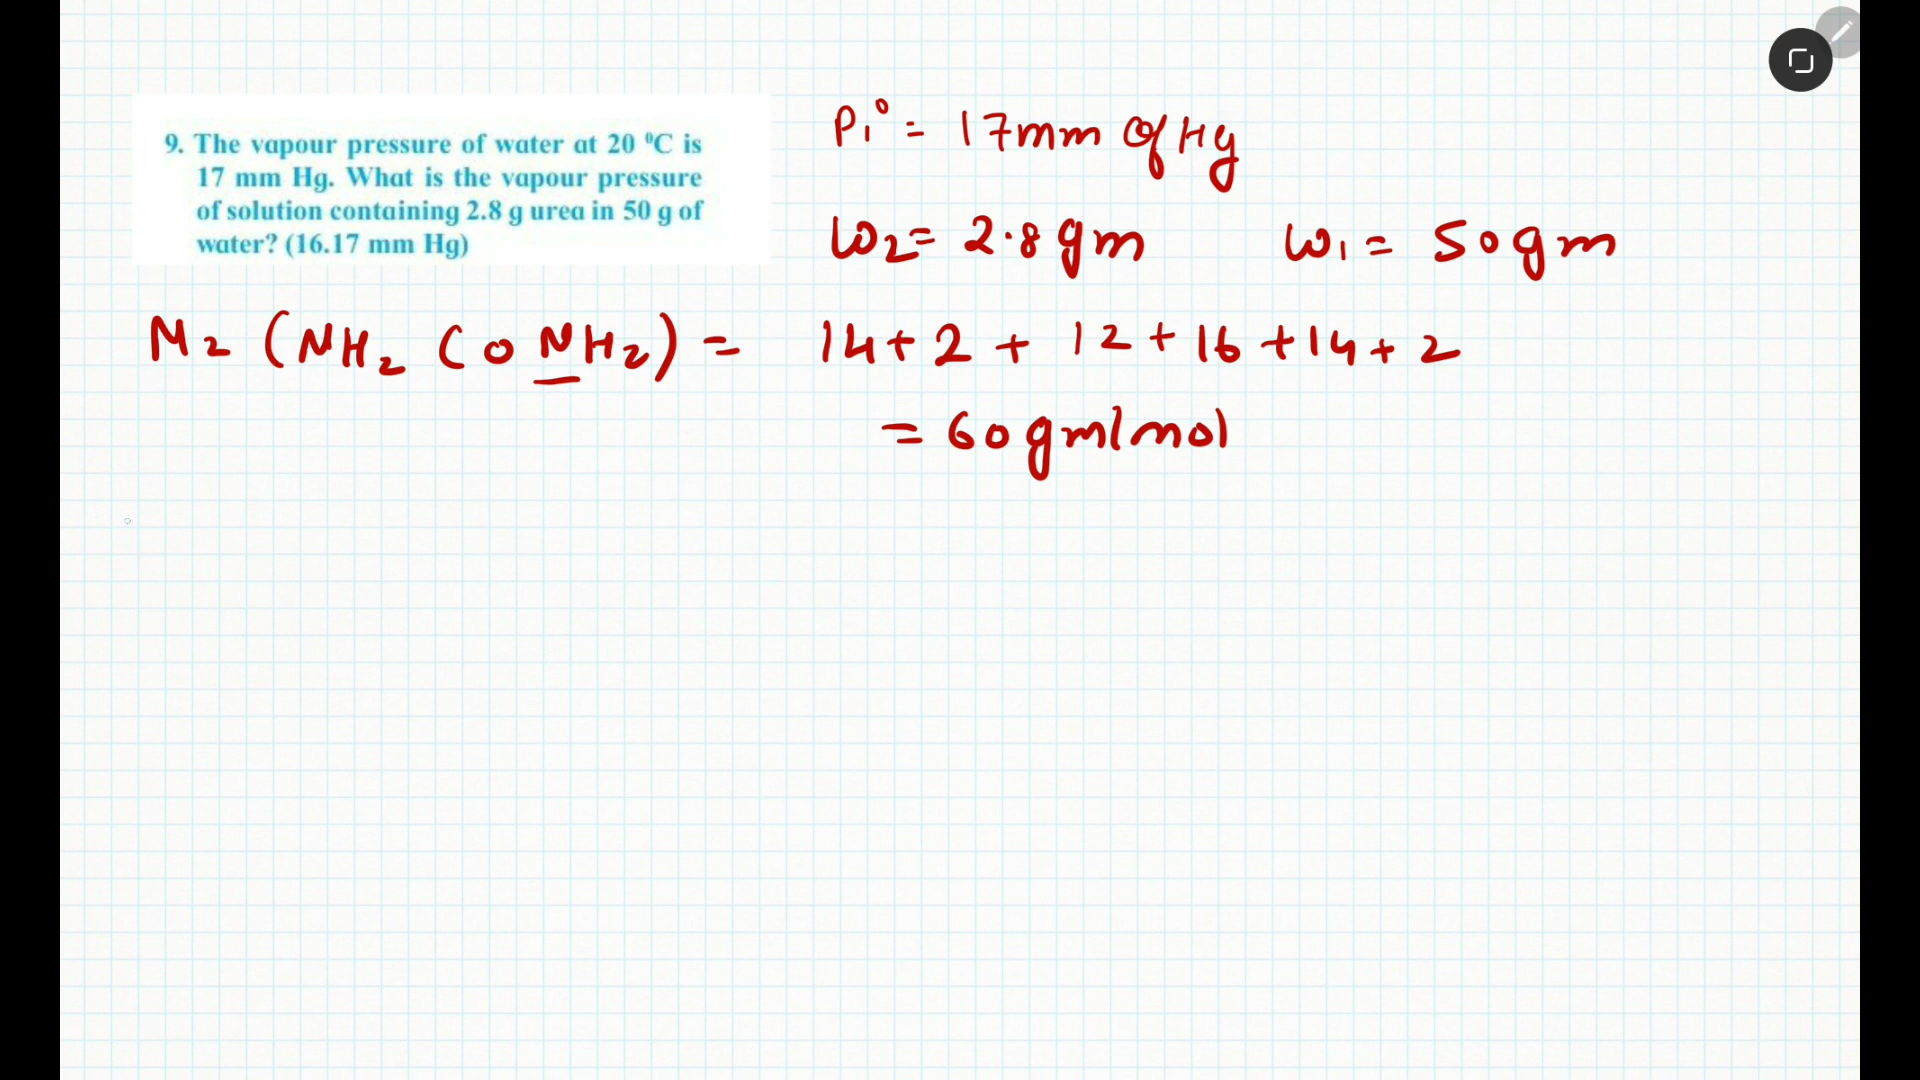 9. The vapour pressure of water at 20 ⁰C is
17 mm Hg. What is the vapour pressure
of solution containing 2.8 g urea in 50 g of
water? (16.17 mm Hg)
P₁⁰ = 17mm of Hg
W₂ = 2.8 gm W₁ = 50gm
M₂ (NH₂ CO NH₂) = 14+2 + 12+16+14+2
= 60 gm/mol